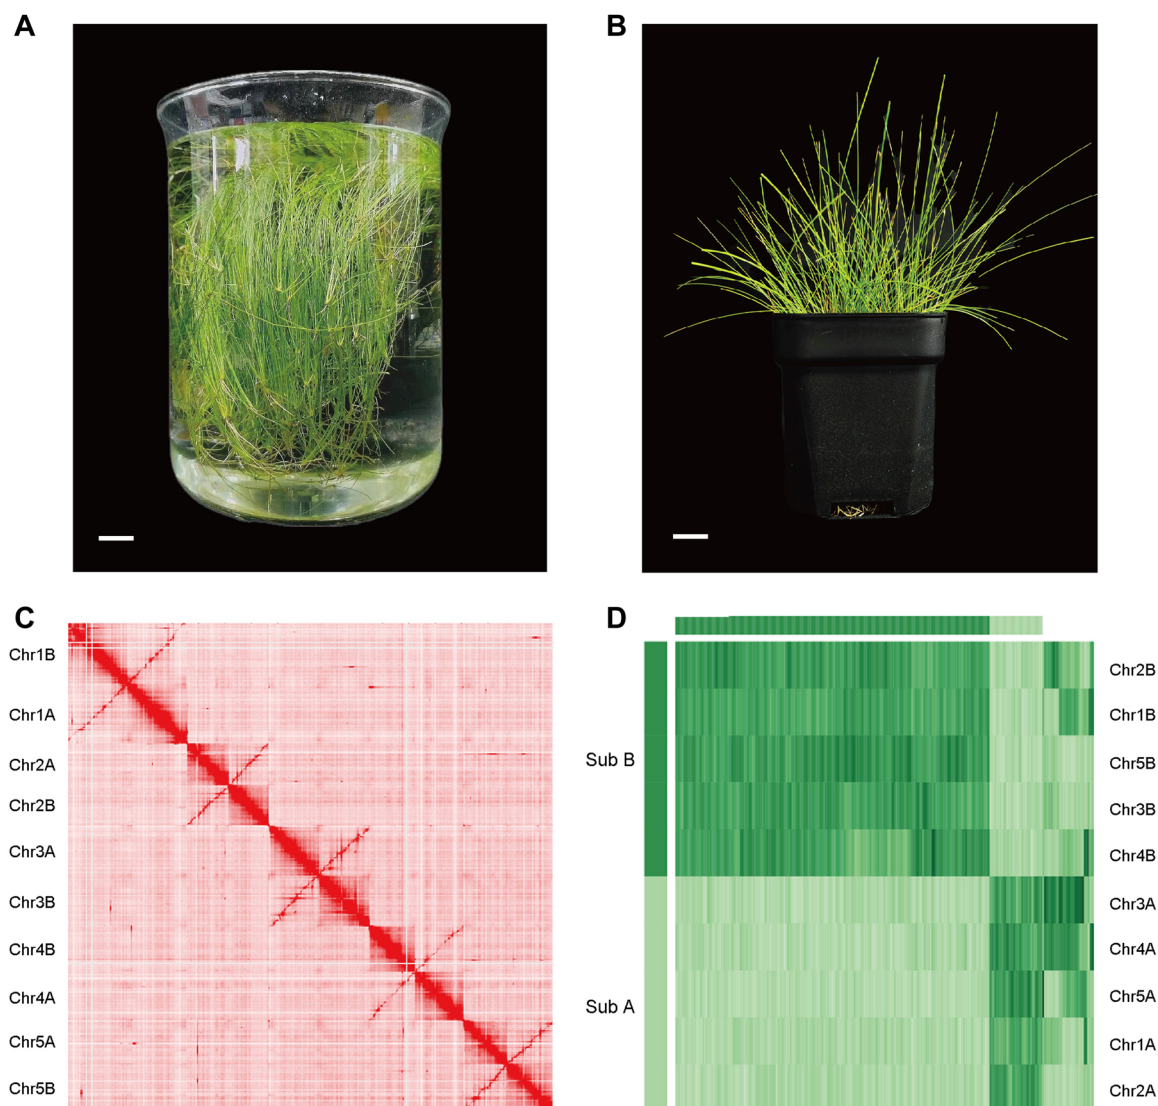 A
B
C
Chr1B
Chr1A
Chr2A
Chr2B
Chr3A
Chr3B
Chr4B
Chr4A
Chr5A
Chr5B
D
Sub B
Sub A
Chr2B
Chr1B
Chr5B
Chr3B
Chr4B
Chr3A
Chr4A
Chr5A
Chr1A
Chr2A